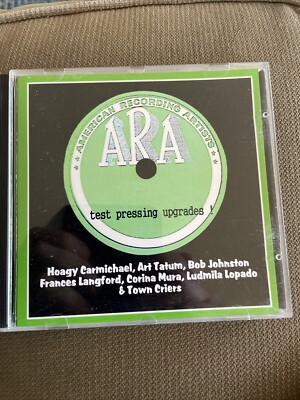 ★ AMERICAN RECORDING ARTISTS ★
ARA
test pressing upgrades !
Hoagy Carmichael, Art Tatum, Bob Johnston
Frances Langford, Corina Mura, Ludmila Lopado
& Town Criers